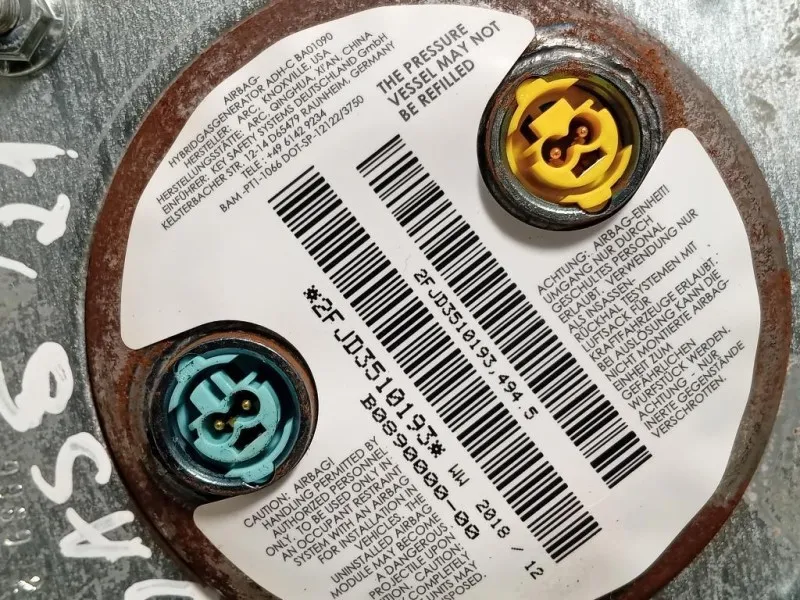 AIRBAG-
HYBRIDGASGENERATOR ADH-C BA01090
HERSTELLER: ARC, KNOXVILLE, USA
HERSTELLUNGSSTÄTE: ARC, QINGHUA, XI'AN, CHINA
EINFÜHRER: KEY SAFETY SYSTEMS DEUTSCHLAND GmbH
KELSTERBACHER STR. 12-14 D65479 RAUNHEIM, GERMANY
TELE : +49 6142 9234
BAM -PT1-1066 DOT-SP-12122/3750
THE PRESSURE
VESSEL MAY NOT
BE REFILLED
2FJD3510193,494.5
*2FJD3510193*
B0890000-00
WW 2018 / 12
ACHTUNG: AIRBAG-EINHEIT!
UMGANG NUR DURCH
GESCHULTES PERSONAL
ERLAUBT. VERWENDUNG NUR
ALS INSASSEN-
RÜCKHALTESYSTEMEN MIT
LUFTSACK FÜR
KRAFTFAHRZEUGE ERLAUBT.
BEI AUSLÖSUNG KANN DIE
NICHT MONTIERTE AIRBAG-
EINHEIT ZUM
GEFÄHRLICHEN
WURFSTÜCK WERDEN.
ACHTUNG - NUR
INERTE GEGENSTÄNDE
VERSCHROTTEN.
CAUTION: AIRBAG!
HANDLING PERMITTED BY
AUTHORIZED PERSONNEL
ONLY TO BE USED ONLY IN
AN OCCUPANT RESTRAINT
SYSTEM WITH AN AIRBAG
FOR INSTALLATION IN
VEHICLES. THE
UNINSTALLED AIRBAG
MODULE MAY BECOME
A DANGEROUS
PROJECTILE UPON
ION. CAUTION:
COMPLETELY
UNITS MAY
POSED.